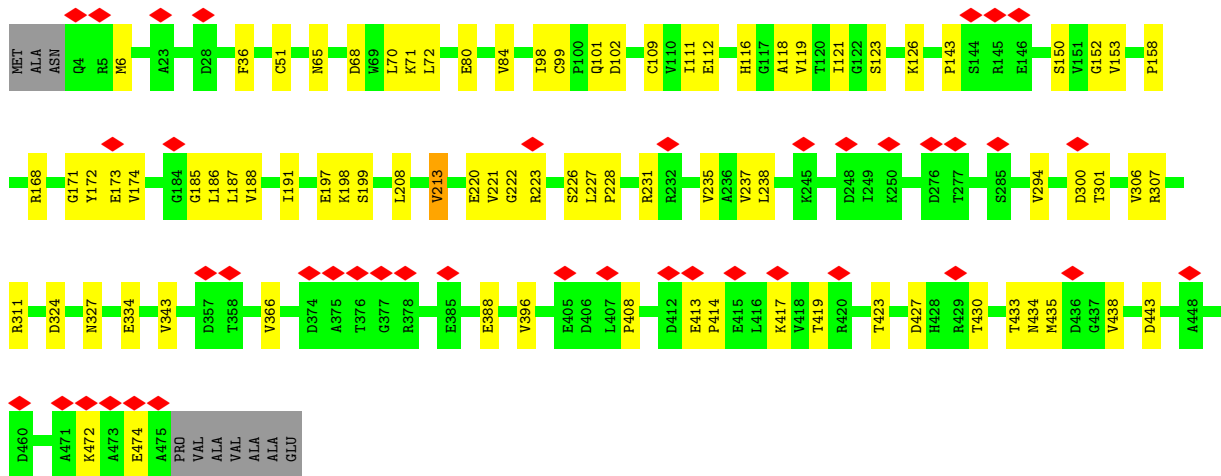 MET ALA ASN Q4 R5 M6 A23 D28 F36 C51 N65 D68 W69 L70 K71 L72 E80 V84 I98 C99 P100 Q101 D102 C109 V110 I111 E112 H116 G117 A118 V119 T120 I121 G122 S123 K126 P143 S144 R145 E146 S150 V151 G152 V153 P158
R168 G171 Y172 E173 V174 G184 G185 L186 L187 V188 I191 E197 K198 S199 L208 V213 E220 V221 G222 R223 S226 L227 P228 R231 R232 V235 A236 V237 L238 K245 D248 I249 K250 D276 T277 S285 V294 D300 T301 V306 R307
R311 D324 N327 E334 V343 D357 T358 V366 D374 A375 T376 G377 R378 E385 E388 V396 E405 D406 L407 P408 D412 E413 P414 E415 L416 K417 V418 T419 R420 T423 D427 H428 R429 T430 T433 N434 M435 D436 G437 V438 D443 A448
D460 A471 K472 A473 E474 A475 PRO VAL ALA VAL ALA ALA GLU